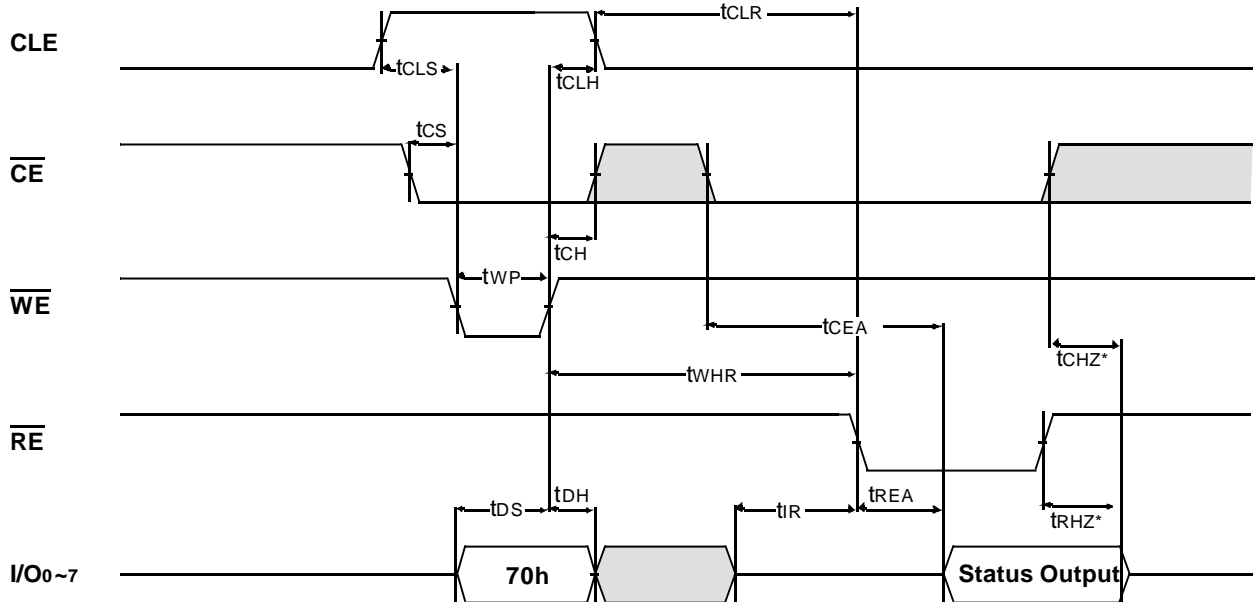 tCLR
CLE
tCLS
tCLH
tCS
CE
tCH
tWP
WE
tCEA
tCHZ*
tWHR
RE
tDH
tREA
tDS
tIR
tRHZ*
I/O0~7
70h
Status Output